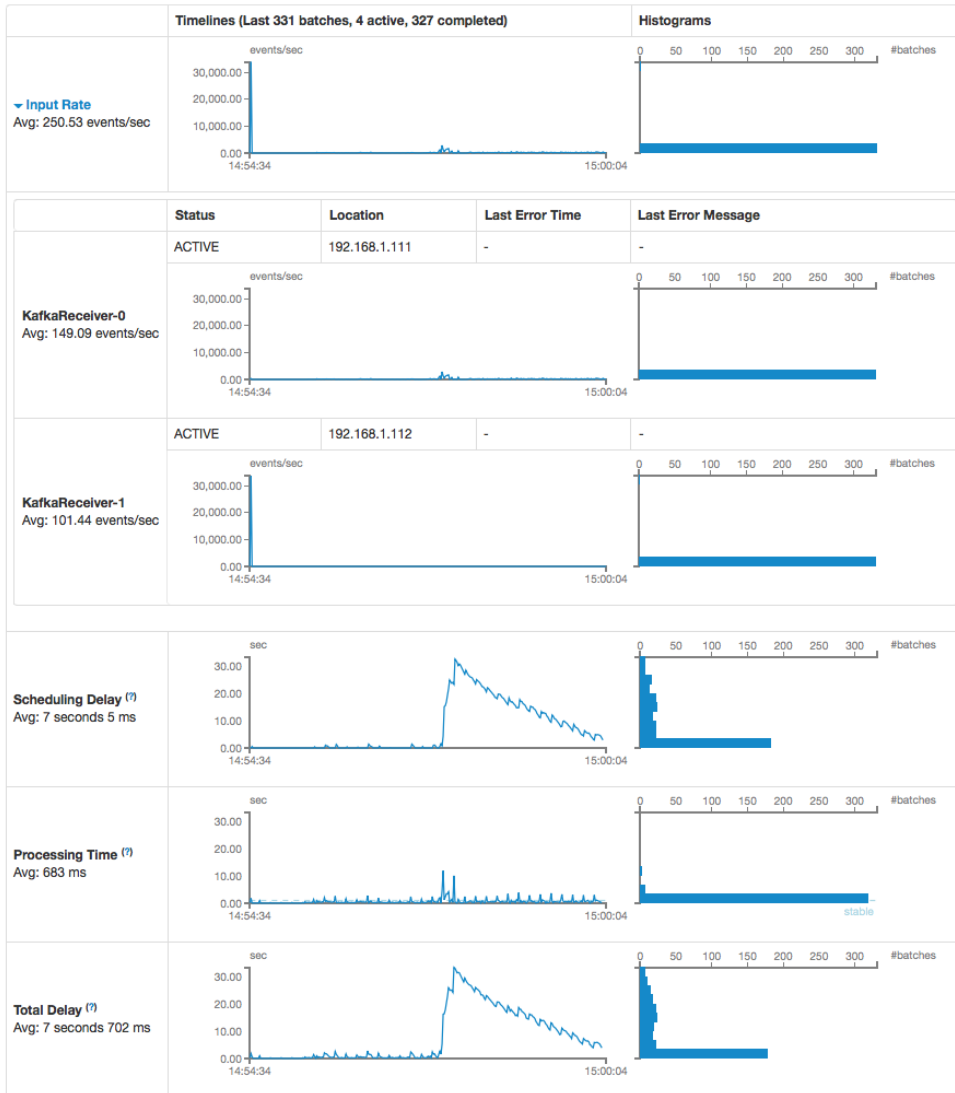 Timelines (Last 331 batches, 4 active, 327 completed) Histograms
events/sec 0 50 100 150 200 250 300 #batches
30,000.00
20,000.00
10,000.00
0.00
14:54:34 15:00:04
Input Rate
Avg: 250.53 events/sec
Status Location Last Error Time Last Error Message
KafkaReceiver-0
Avg: 149.09 events/sec
ACTIVE 192.168.1.111 - -
events/sec 0 50 100 150 200 250 300 #batches
30,000.00
20,000.00
10,000.00
0.00
14:54:34 15:00:04
KafkaReceiver-1
Avg: 101.44 events/sec
ACTIVE 192.168.1.112 - -
events/sec 0 50 100 150 200 250 300 #batches
30,000.00
20,000.00
10,000.00
0.00
14:54:34 15:00:04
Scheduling Delay (?)
Avg: 7 seconds 5 ms
sec 0 50 100 150 200 250 300 #batches
30.00
20.00
10.00
0.00
14:54:34 15:00:04
Processing Time (?)
Avg: 683 ms
sec 0 50 100 150 200 250 300 #batches
30.00
20.00
10.00
0.00
stable
14:54:34 15:00:04
Total Delay (?)
Avg: 7 seconds 702 ms
sec 0 50 100 150 200 250 300 #batches
30.00
20.00
10.00
0.00
14:54:34 15:00:04